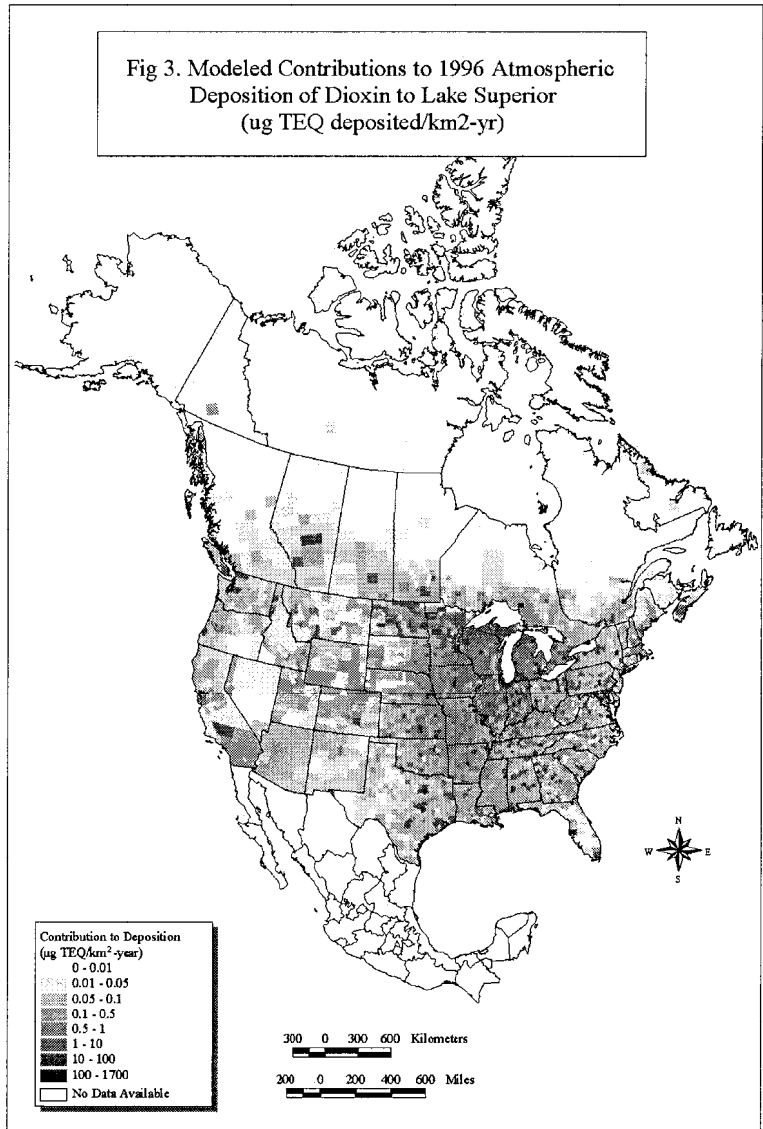 Fig 3. Modeled Contributions to 1996 Atmospheric
Deposition of Dioxin to Lake Superior
(ug TEQ deposited/km2-yr)
N
W E
S
Contribution to Deposition
(µg TEQ/km²-year)
0 - 0.01
0.01 - 0.05
0.05 - 0.1
0.1 - 0.5
0.5 - 1
1 - 10
10 - 100
100 - 1700
No Data Available
300 0 300 600 Kilometers
200 0 200 400 600 Miles